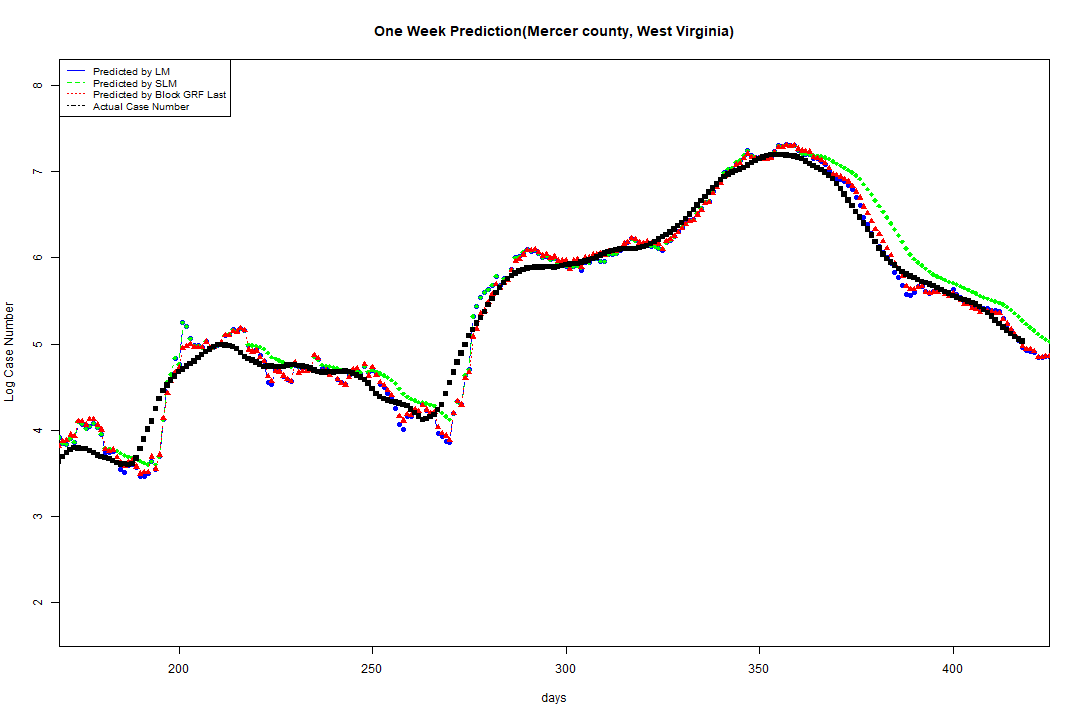 One Week Prediction(Mercer county, West Virginia)
Predicted by LM
Predicted by SLM
Predicted by Block GRF Last
Actual Case Number
8
7
6
5
4
3
2
Log Case Number
200 250 300 350 400
days